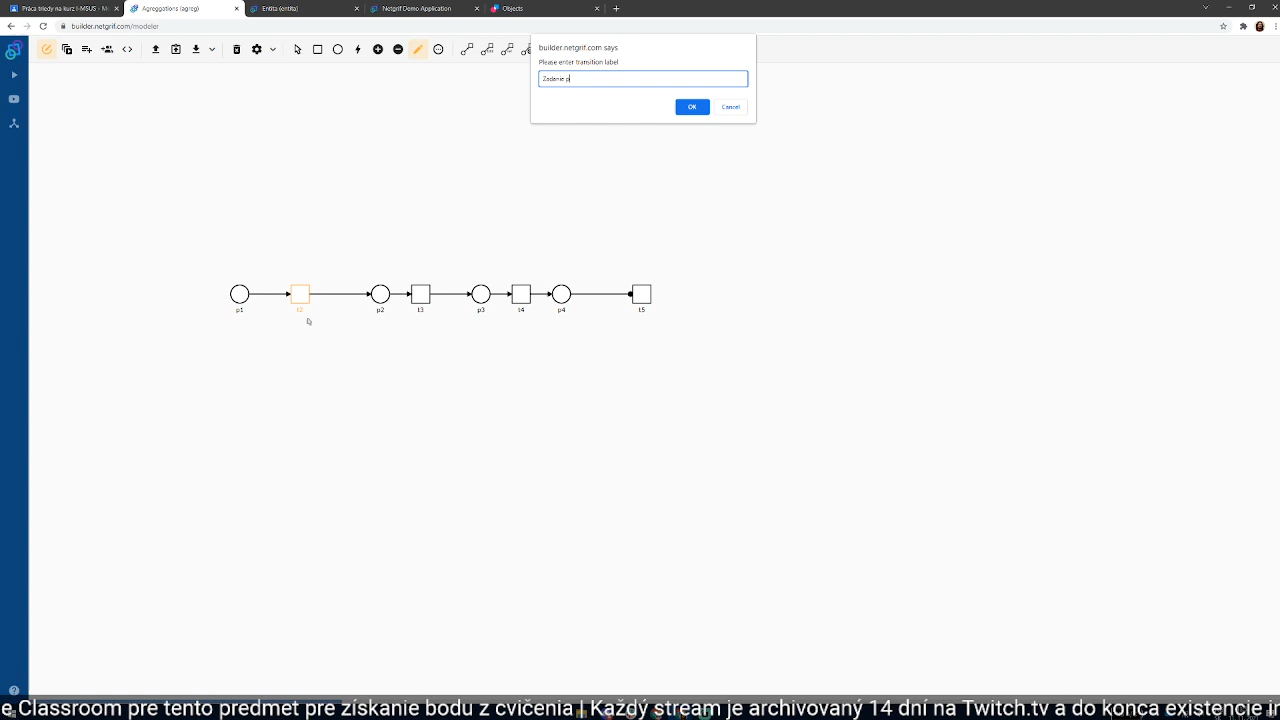 Práca triedy na kurz I-MSUS - M
Agreggations (agreg)
Entita (entita)
Netgrif Demo Application
Objects
builder.netgrif.com/modeler
builder.netgrif.com says
Please enter transition label
Zadanie p
OK
Cancel
p1
t2
p2
t3
p3
t4
p4
t5
e Classroom pre tento predmet pre získanie bodu z cvičenia | Každý stream je archivovaný 14 dní na Twitch.tv a do konca existencie ich